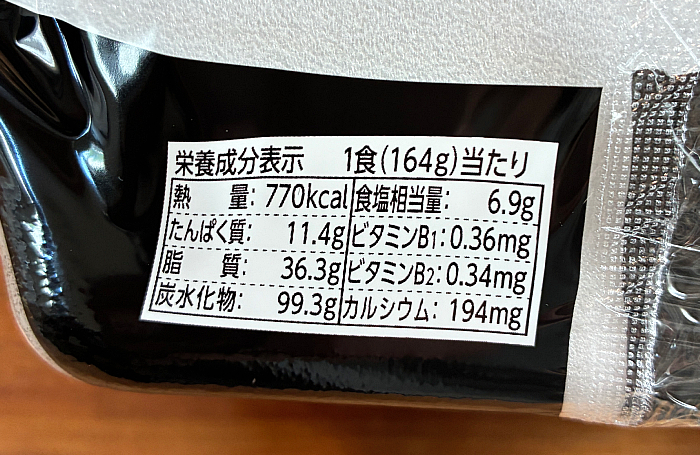 栄養成分表示 1食(164g)当たり
熱量: 770kcal 食塩相当量: 6.9g
たんぱく質: 11.4g ビタミンB1: 0.36mg
脂質: 36.3g ビタミンB2: 0.34mg
炭水化物: 99.3g カルシウム: 194mg